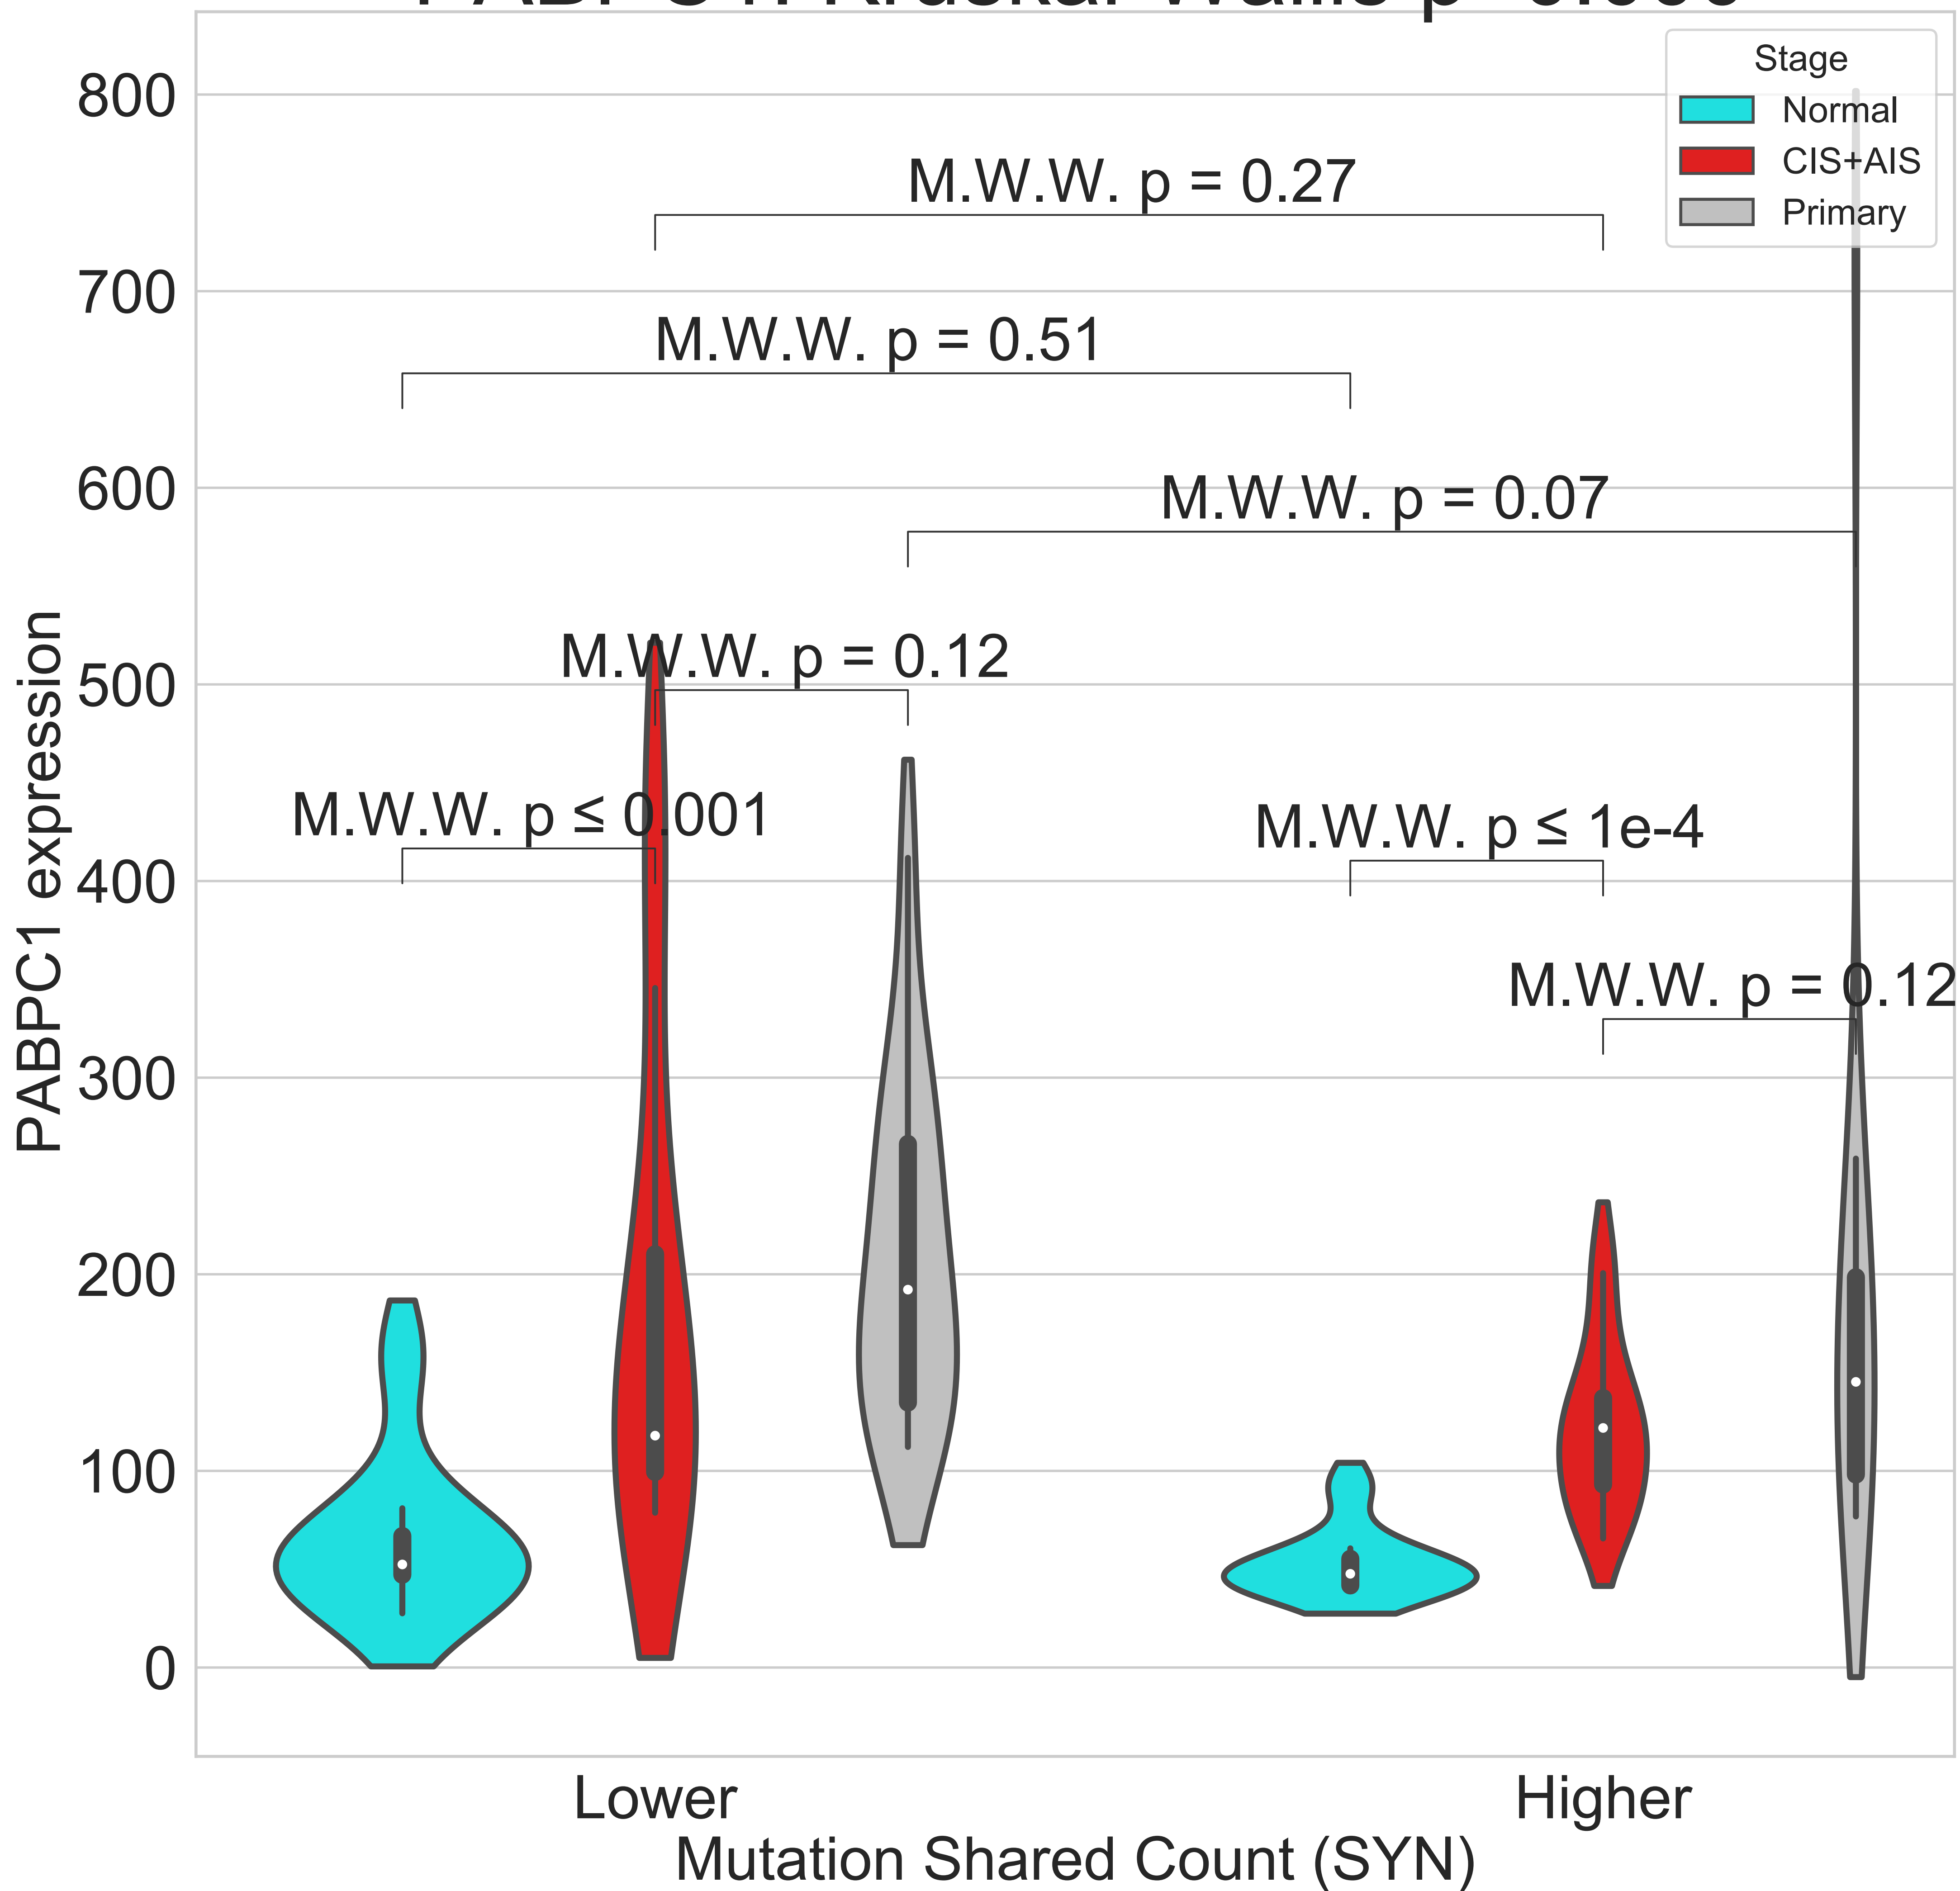 Stage
800
Normal
M.W.W. p = 0.27
CIS+AIS
Primary
700
M.W.W. p = 0.51
600
M.W.W. p = 0.07
M.W.W. p = 0.12
500
M.W.W. p ≤ 0.001
M.W.W. p ≤ 1e-4
400
M.W.W. p = 0.12
300
200
100
0
PABPC1 expression
Lower
Higher
Mutation Shared Count (SYN)